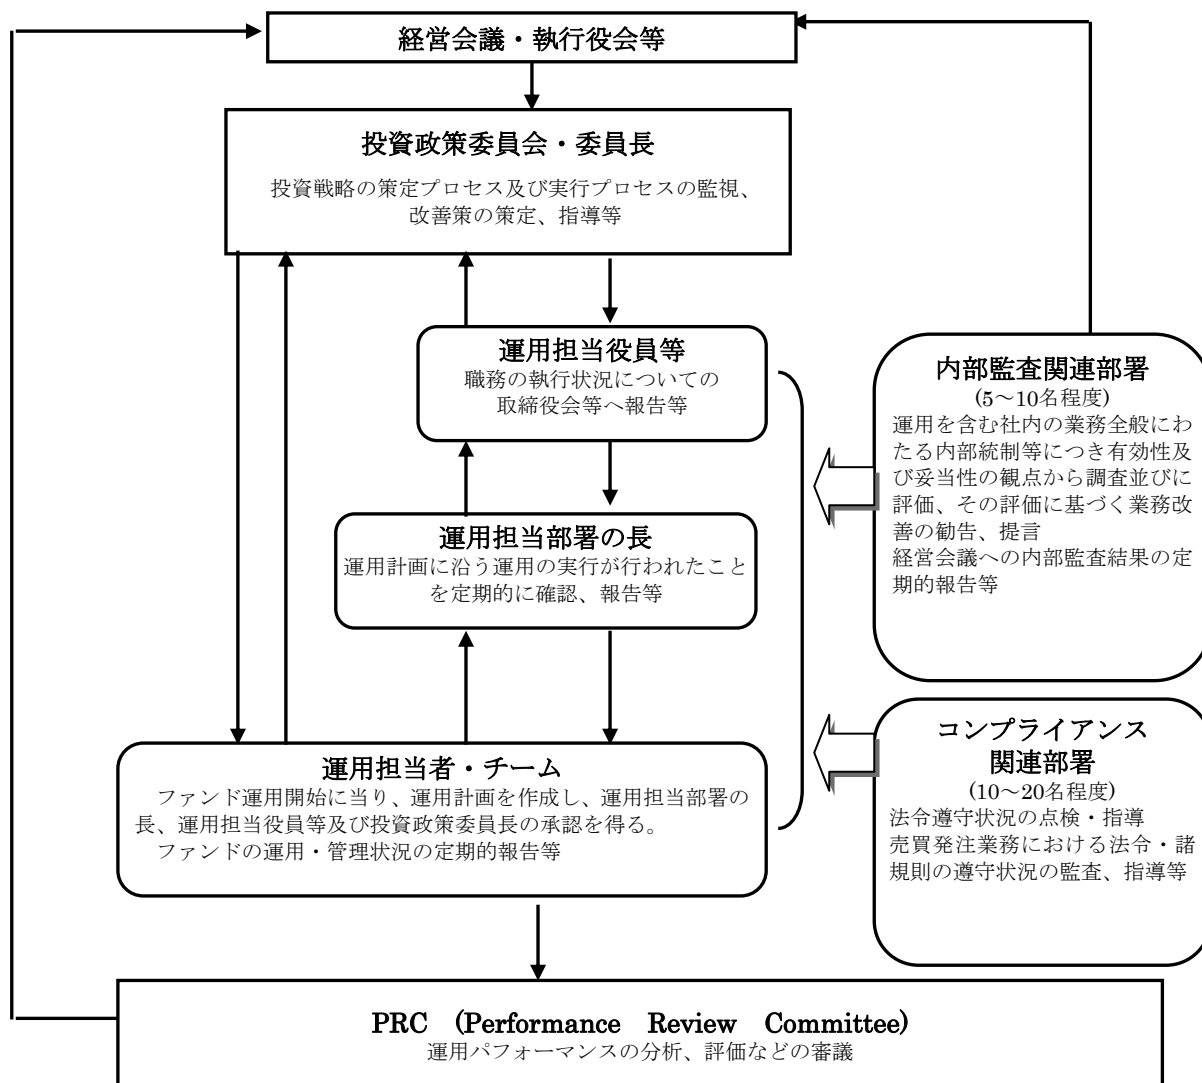 経営会議・執行役会等
投資政策委員会・委員長
投資戦略の策定プロセス及び実行プロセスの監視、
改善策の策定、指導等
運用担当役員等
職務の執行状況についての
取締役会等へ報告等
運用担当部署の長
運用計画に沿う運用の実行が行われたこと
を定期的に確認、報告等
運用担当者・チーム
ファンド運用開始に当り、運用計画を作成し、運用担当部署の
長、運用担当役員等及び投資政策委員長の承認を得る。
ファンドの運用・管理状況の定期的報告等
内部監査関連部署
(5～10名程度)
運用を含む社内の業務全般にわ
たる内部統制等につき有効性及
び妥当性の観点から調査並びに
評価、その評価に基づく業務改
善の勧告、提言
経営会議への内部監査結果の定
期的報告等
コンプライアンス
関連部署
(10～20名程度)
法令遵守状況の点検・指導
売買発注業務における法令・諸
規則の遵守状況の監査、指導等
PRC (Performance Review Committee)
運用パフォーマンスの分析、評価などの審議